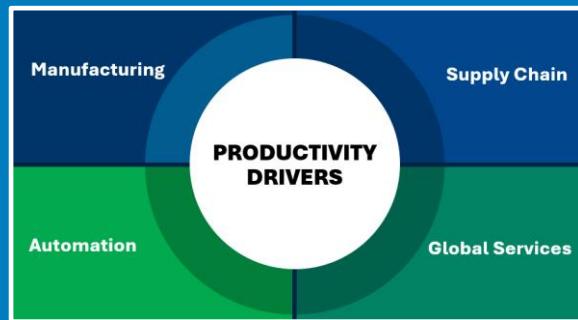 Manufacturing
Supply Chain
PRODUCTIVITY
DRIVERS
Automation
Global Services